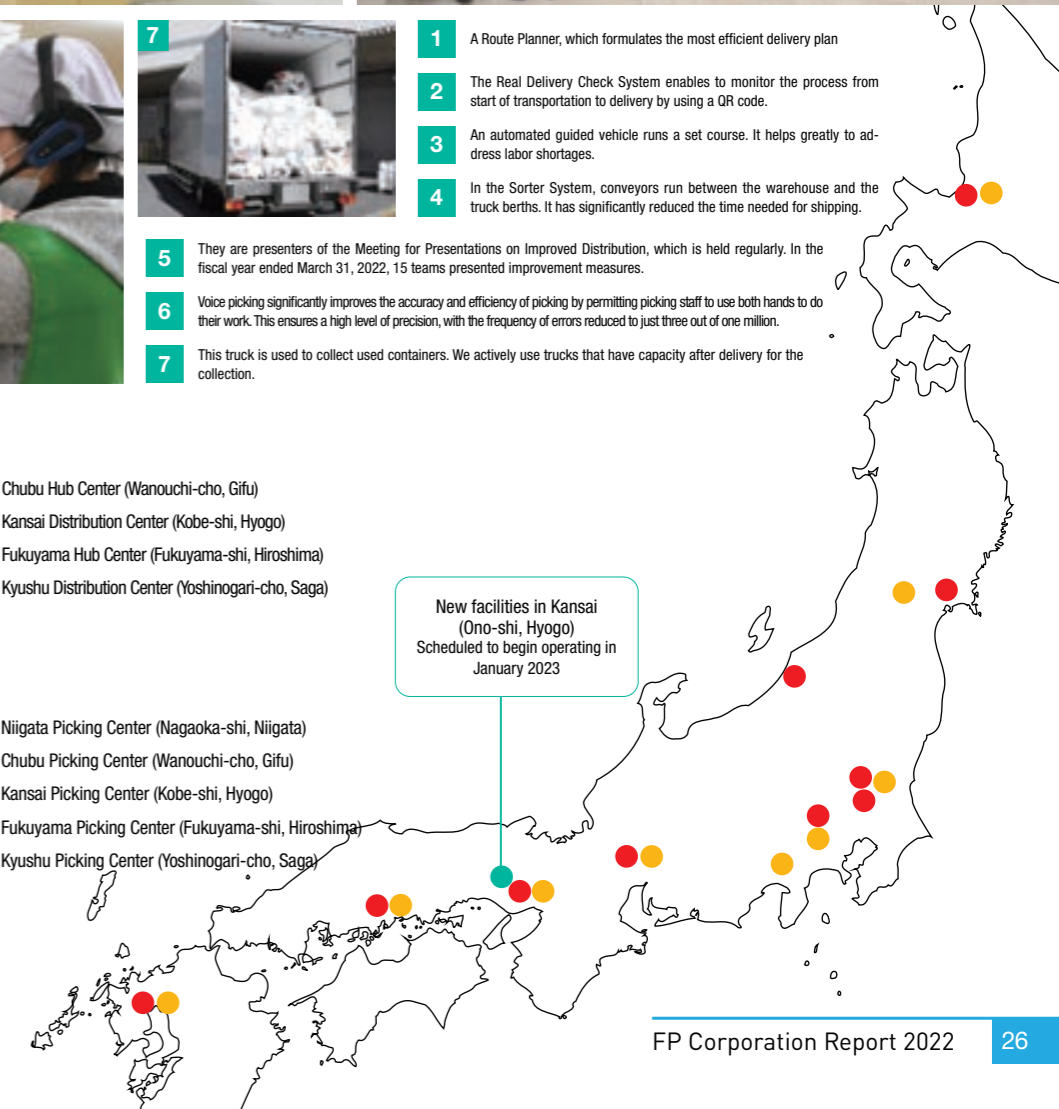 7
1
A Route Planner, which formulates the most efficient delivery plan
2
The Real Delivery Check System enables to monitor the process from
start of transportation to delivery by using a QR code.
3
An automated guided vehicle runs a set course. It helps greatly to ad-
dress labor shortages.
4
In the Sorter System, conveyors run between the warehouse and the
truck berths. It has significantly reduced the time needed for shipping.
5
They are presenters of the Meeting for Presentations on Improved Distribution, which is held regularly. In the
fiscal year ended March 31, 2022, 15 teams presented improvement measures.
6
Voice picking significantly improves the accuracy and efficiency of picking by permitting picking staff to use both hands to do
their work. This ensures a high level of precision, with the frequency of errors reduced to just three out of one million.
7
This truck is used to collect used containers. We actively use trucks that have capacity after delivery for the
collection.
Chubu Hub Center (Wanouchi-cho, Gifu)
Kansai Distribution Center (Kobe-shi, Hyogo)
Fukuyama Hub Center (Fukuyama-shi, Hiroshima)
Kyushu Distribution Center (Yoshinogari-cho, Saga)
New facilities in Kansai
(Ono-shi, Hyogo)
Scheduled to begin operating in
January 2023
Niigata Picking Center (Nagaoka-shi, Niigata)
Chubu Picking Center (Wanouchi-cho, Gifu)
Kansai Picking Center (Kobe-shi, Hyogo)
Fukuyama Picking Center (Fukuyama-shi, Hiroshima)
Kyushu Picking Center (Yoshinogari-cho, Saga)
FP Corporation Report 2022
26